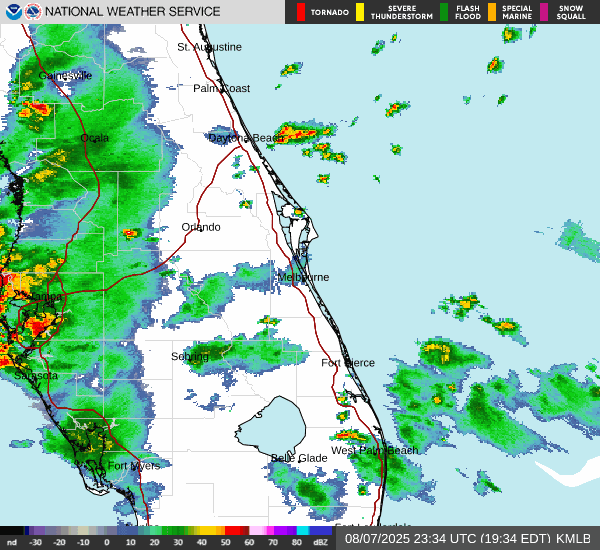 NATIONAL WEATHER SERVICE
TORNADO
SEVERE
THUNDERSTORM
FLASH
FLOOD
SPECIAL
MARINE
SNOW
SQUALL
St. Augustine
Gainesville
Palm Coast
Ocala
Daytona Beach
Orlando
Melbourne
Tampa
Sebring
Fort Pierce
Sarasota
West Palm Beach
Belle Glade
Fort Myers
nd -30 -20 -10 0 10 20 30 40 50 60 70 80 dBZ
08/07/2025 23:34 UTC (19:34 EDT) KMLB